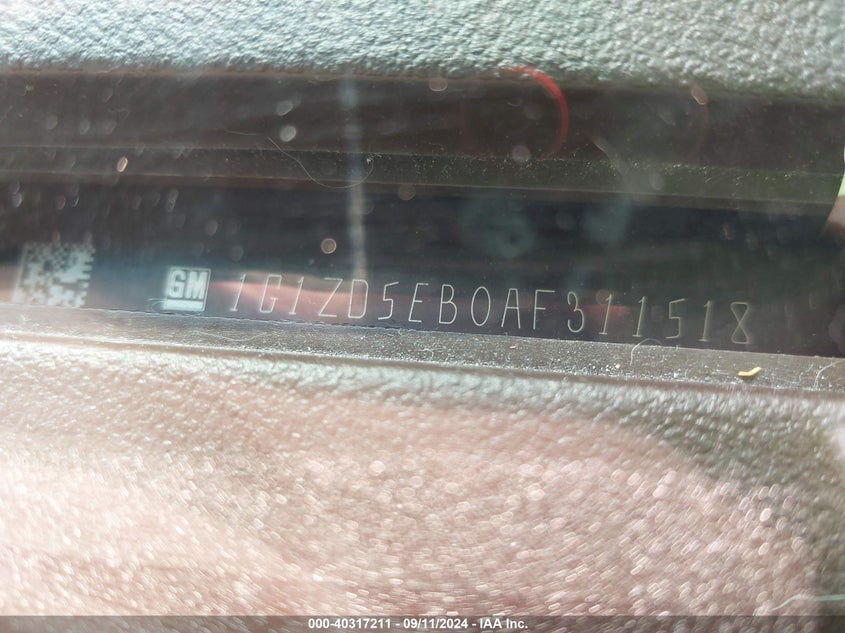 GM 1G1ZD5EB0AF311518
000-40317211 - 09/11/2024 - IAA Inc.